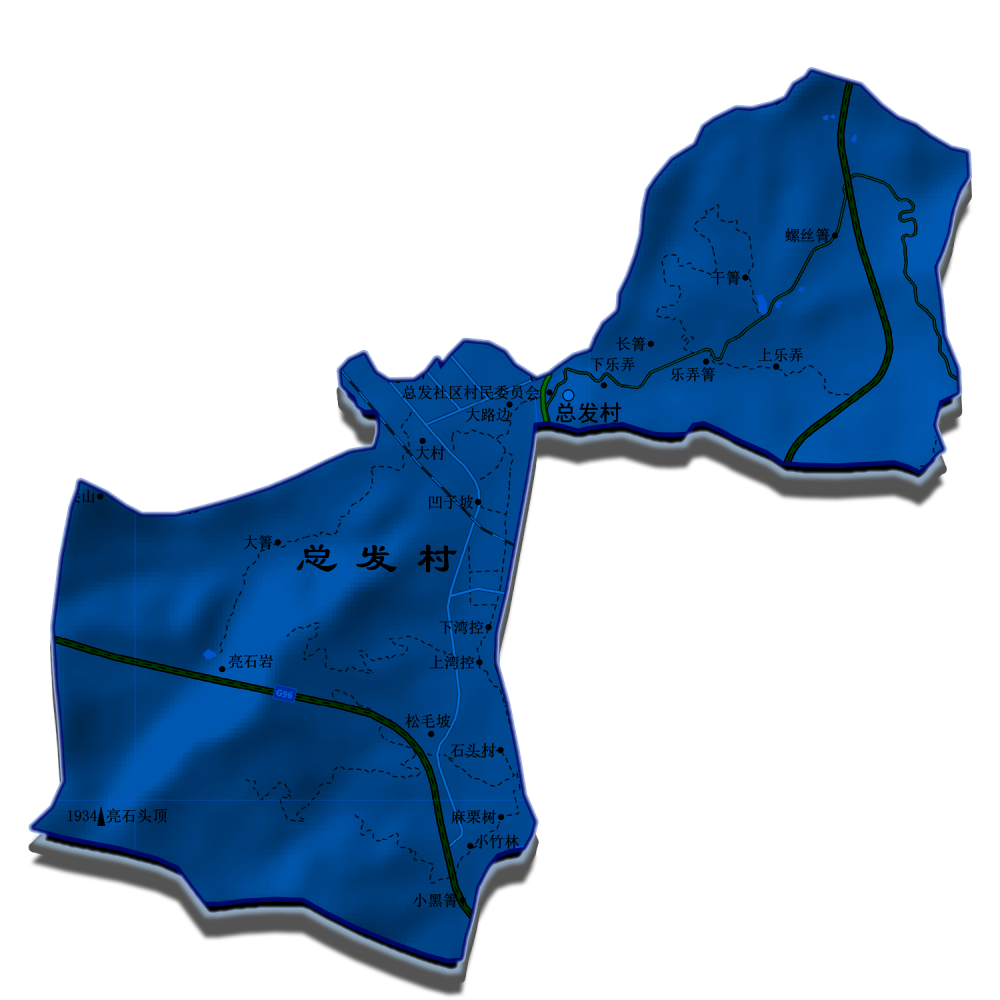 螺丝箐
干箐
长箐
上乐弄
下乐弄
乐弄箐
总发社区村民委员会
大路边
总发村
大村
山
凹子坡
大箐
总发村
下湾控
亮石岩
上湾控
G96
松毛坡
石头村
1934 亮石头顶
麻栗树
小竹林
小黑箐